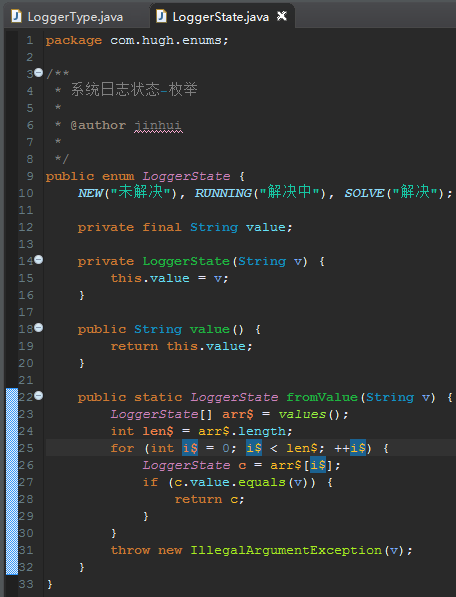 LoggerType.java LoggerState.java
1 package com.hugh.enums;
2
3 /**
4 * 系统日志状态-枚举
5 *
6 * @author jinhui
7 *
8 */
9 public enum LoggerState {
10 NEW("未解决"), RUNNING("解决中"), SOLVE("解决");
11
12 private final String value;
13
14 private LoggerState(String v) {
15 this.value = v;
16 }
17
18 public String value() {
19 return this.value;
20 }
21
22 public static LoggerState fromValue(String v) {
23 LoggerState[] arr$ = values();
24 int len$ = arr$.length;
25 for (int i$ = 0; i$ < len$; ++i$) {
26 LoggerState c = arr$[i$];
27 if (c.value.equals(v)) {
28 return c;
29 }
30 }
31 throw new IllegalArgumentException(v);
32 }
33 }